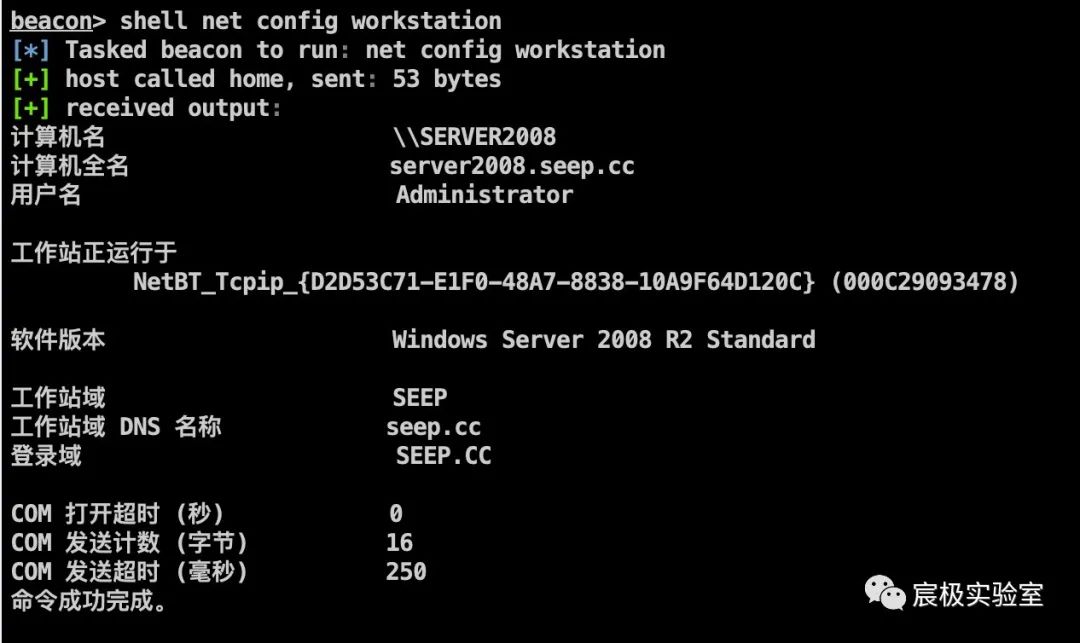 beacon> shell net config workstation
[*] Tasked beacon to run: net config workstation
[+] host called home, sent: 53 bytes
[+] received output:
计算机名 \\SERVER2008
计算机全名 server2008.seep.cc
用户名 Administrator
工作站正运行于
NetBT_Tcpip_{D2D53C71-E1F0-48A7-8838-10A9F64D120C} (000C29093478)
软件版本 Windows Server 2008 R2 Standard
工作站域 SEEP
工作站域 DNS 名称 seep.cc
登录域 SEEP.CC
COM 打开超时 (秒) 0
COM 发送计数 (字节) 16
COM 发送超时 (毫秒) 250
命令成功完成。
宸极实验室